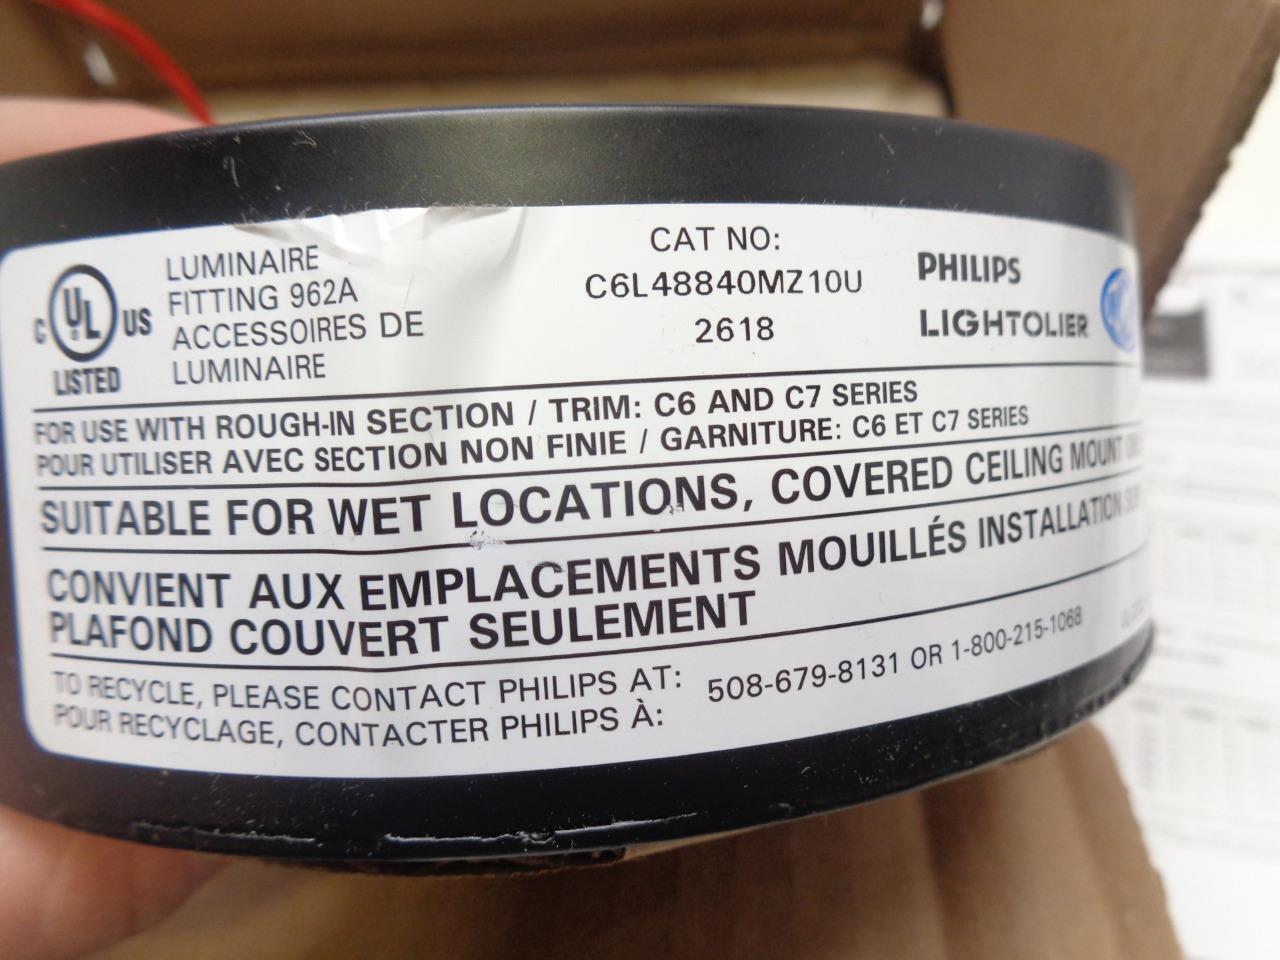 C UL US
LISTED
LUMINAIRE
FITTING 962A
ACCESSOIRES DE
LUMINAIRE
CAT NO:
C6L48840MZ10U
2618
PHILIPS
LIGHTOLIER
FOR USE WITH ROUGH-IN SECTION / TRIM: C6 AND C7 SERIES
POUR UTILISER AVEC SECTION NON FINIE / GARNITURE: C6 ET C7 SERIES
SUITABLE FOR WET LOCATIONS, COVERED CEILING MOUNT
CONVIENT AUX EMPLACEMENTS MOUILLÉS INSTALLATION
PLAFOND COUVERT SEULEMENT
TO RECYCLE, PLEASE CONTACT PHILIPS AT: 508-679-8131 OR 1-800-215-1068
POUR RECYCLAGE, CONTACTER PHILIPS À: